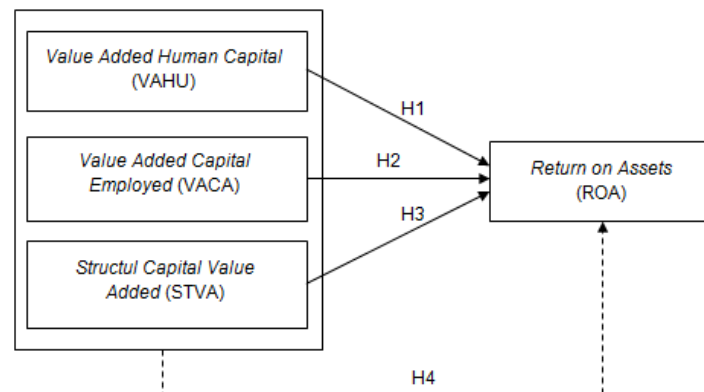 Value Added Human Capital
(VAHU)
H1
Value Added Capital
Employed (VACA)
H2
Return on Assets
(ROA)
H3
Structul Capital Value
Added (STVA)
H4